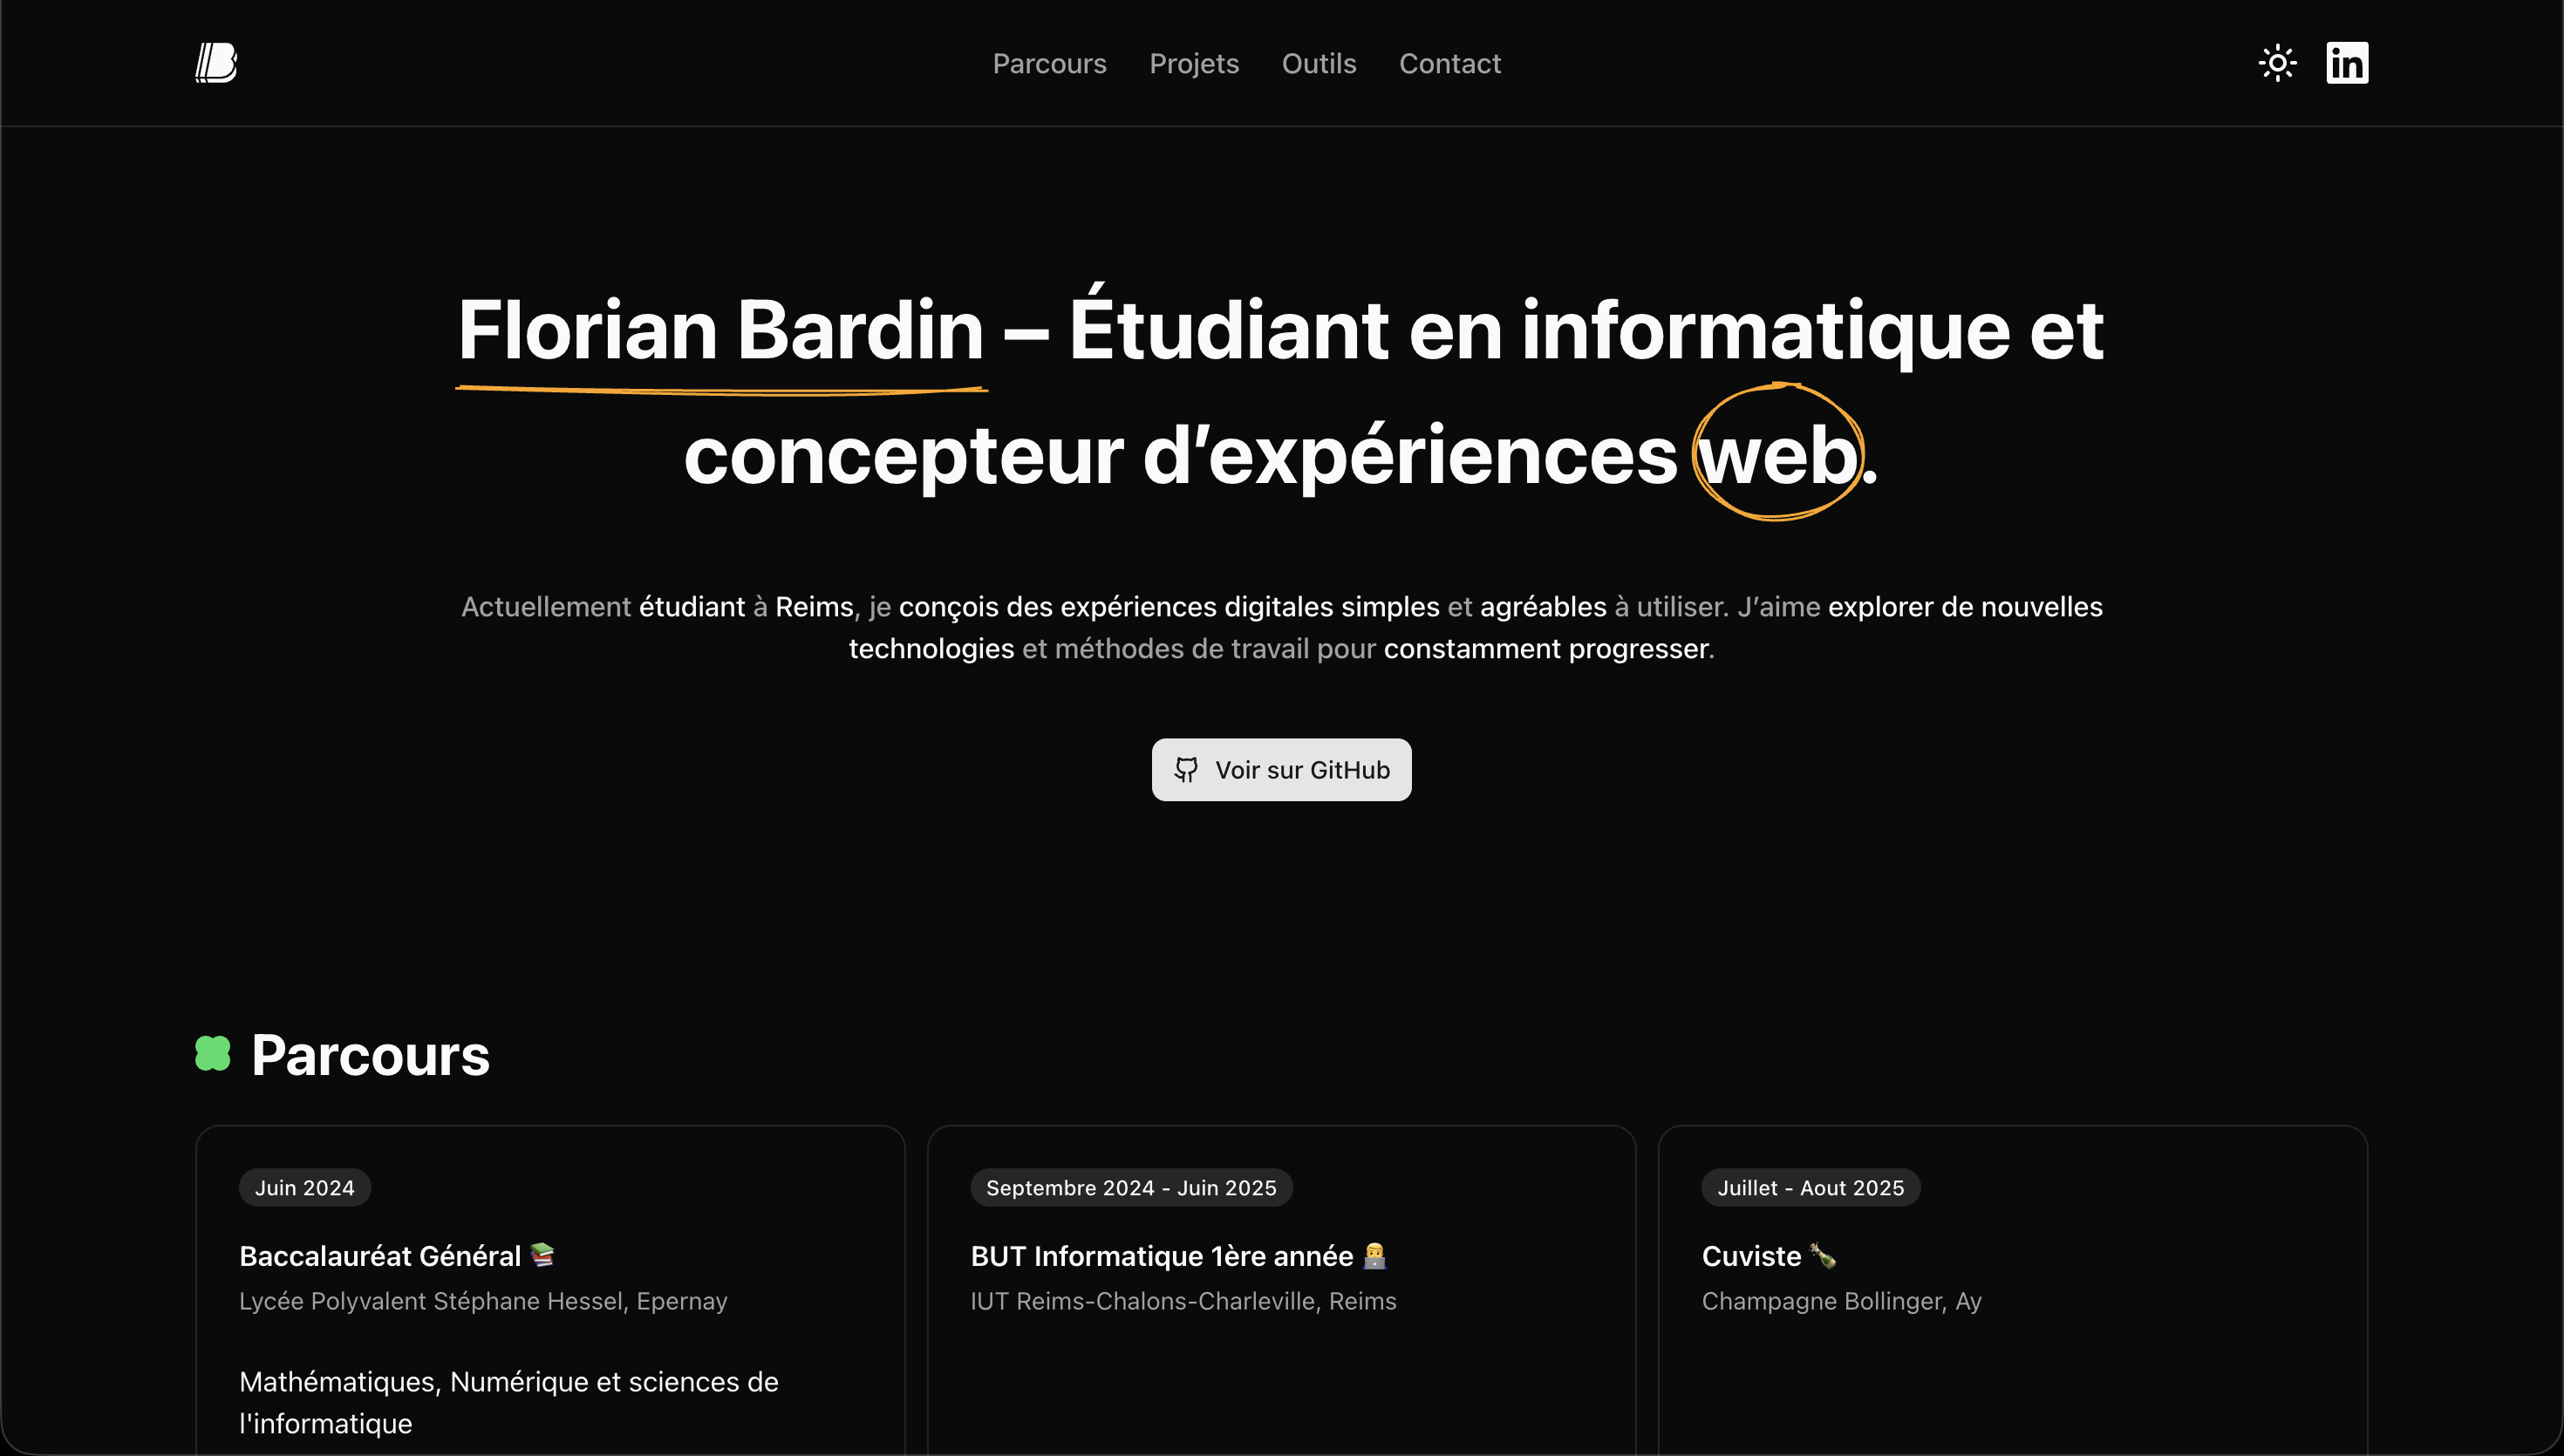 B
Parcours Projets Outils Contact
in
Florian Bardin – Étudiant en informatique et
concepteur d’expériences web.
Actuellement étudiant à Reims, je conçois des expériences digitales simples et agréables à utiliser. J’aime explorer de nouvelles
technologies et méthodes de travail pour constamment progresser.
Voir sur GitHub
Parcours
Juin 2024
Baccalauréat Général 📚
Lycée Polyvalent Stéphane Hessel, Epernay
Mathématiques, Numérique et sciences de
l'informatique
Septembre 2024 - Juin 2025
BUT Informatique 1ère année 👨‍💻
IUT Reims-Chalons-Charleville, Reims
Juillet - Aout 2025
Cuviste 🍾
Champagne Bollinger, Ay